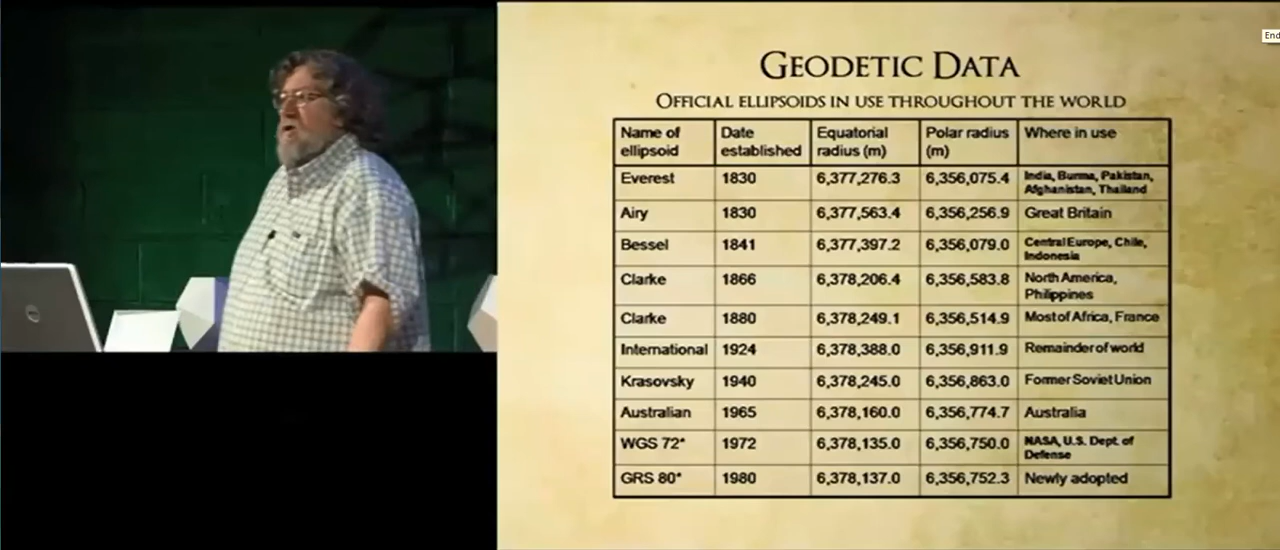 End
GEODETIC DATA
OFFICIAL ELLIPSOIDS IN USE THROUGHOUT THE WORLD
Name of ellipsoid Date established Equatorial radius (m) Polar radius (m) Where in use
Everest 1830 6,377,276.3 6,356,075.4 India, Burma, Pakistan, Afghanistan, Thailand
Airy 1830 6,377,563.4 6,356,256.9 Great Britain
Bessel 1841 6,377,397.2 6,356,079.0 Central Europe, Chile, Indonesia
Clarke 1866 6,378,206.4 6,356,583.8 North America, Philippines
Clarke 1880 6,378,249.1 6,356,514.9 Most of Africa, France
International 1924 6,378,388.0 6,356,911.9 Remainder of world
Krasovsky 1940 6,378,245.0 6,356,863.0 Former Soviet Union
Australian 1965 6,378,160.0 6,356,774.7 Australia
WGS 72* 1972 6,378,135.0 6,356,750.0 NASA, U.S. Dept. of Defense
GRS 80* 1980 6,378,137.0 6,356,752.3 Newly adopted
DELL